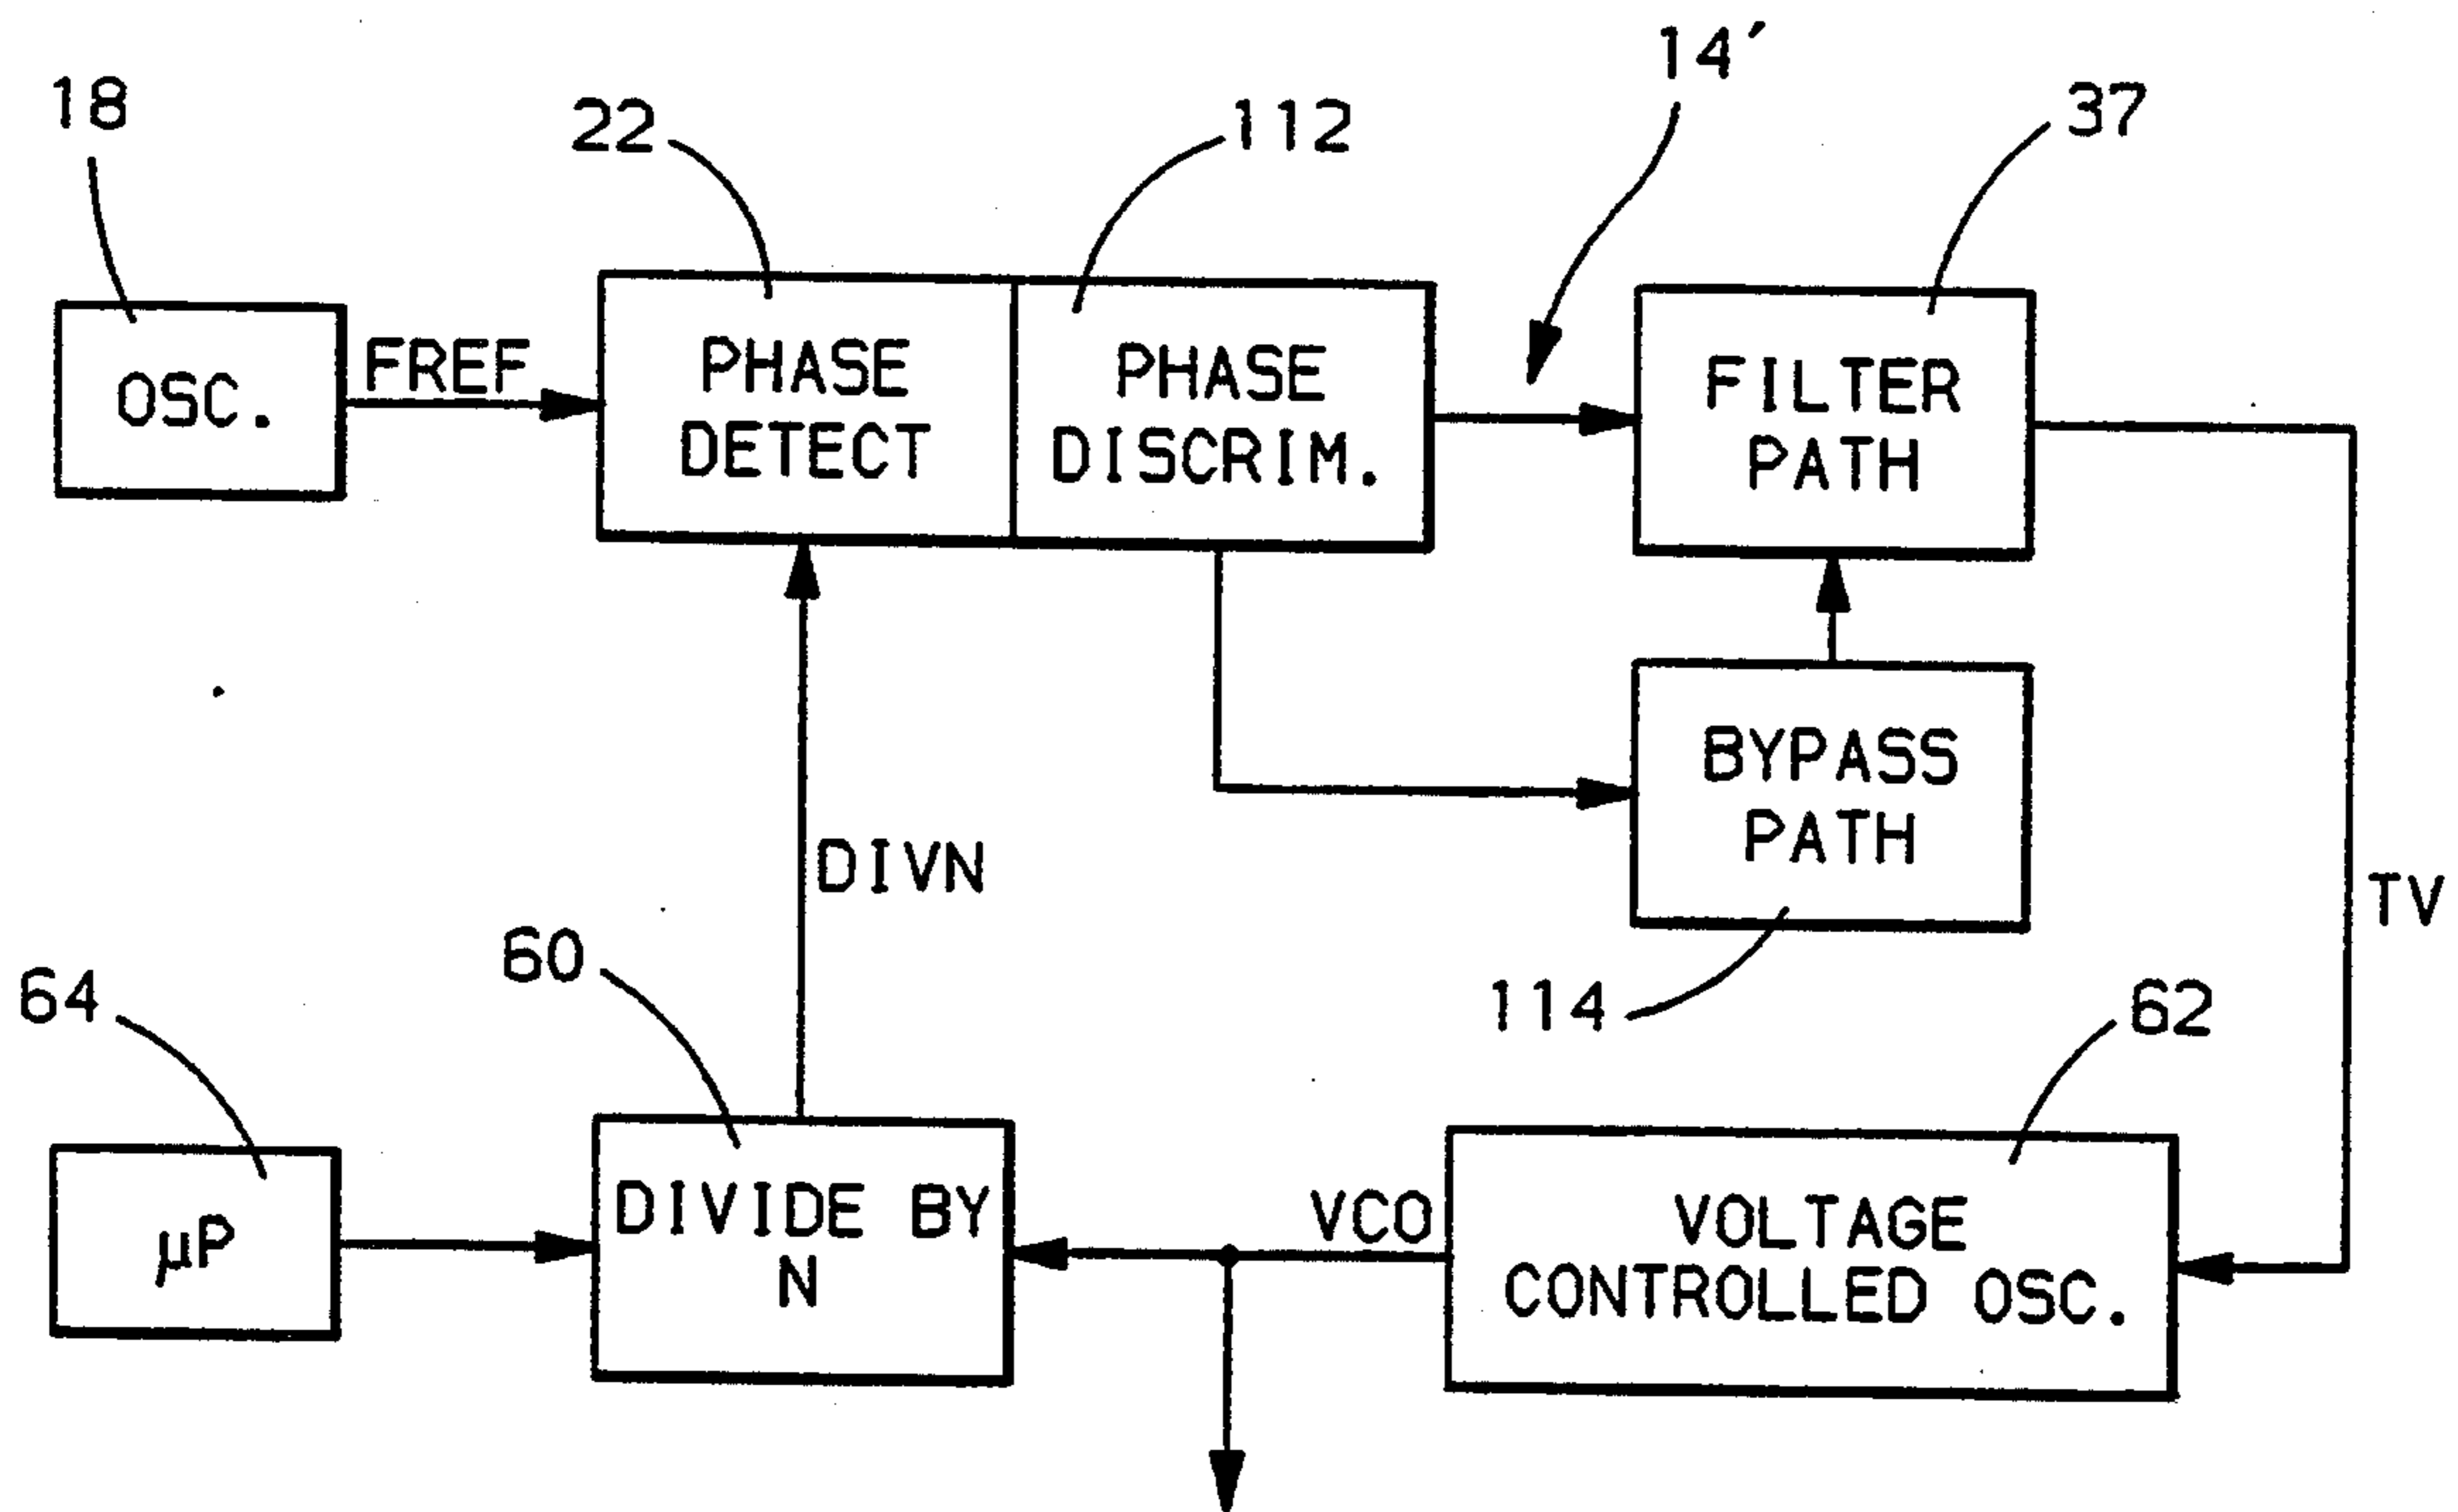 14'
18
22
112
37
OSC.
FREF
PHASE
DETECT
PHASE
DISCRIM.
FILTER
PATH
BYPASS
PATH
DIVN
TV
60
64
114
62
µP
DIVIDE BY
N
VCO
VOLTAGE
CONTROLLED OSC.